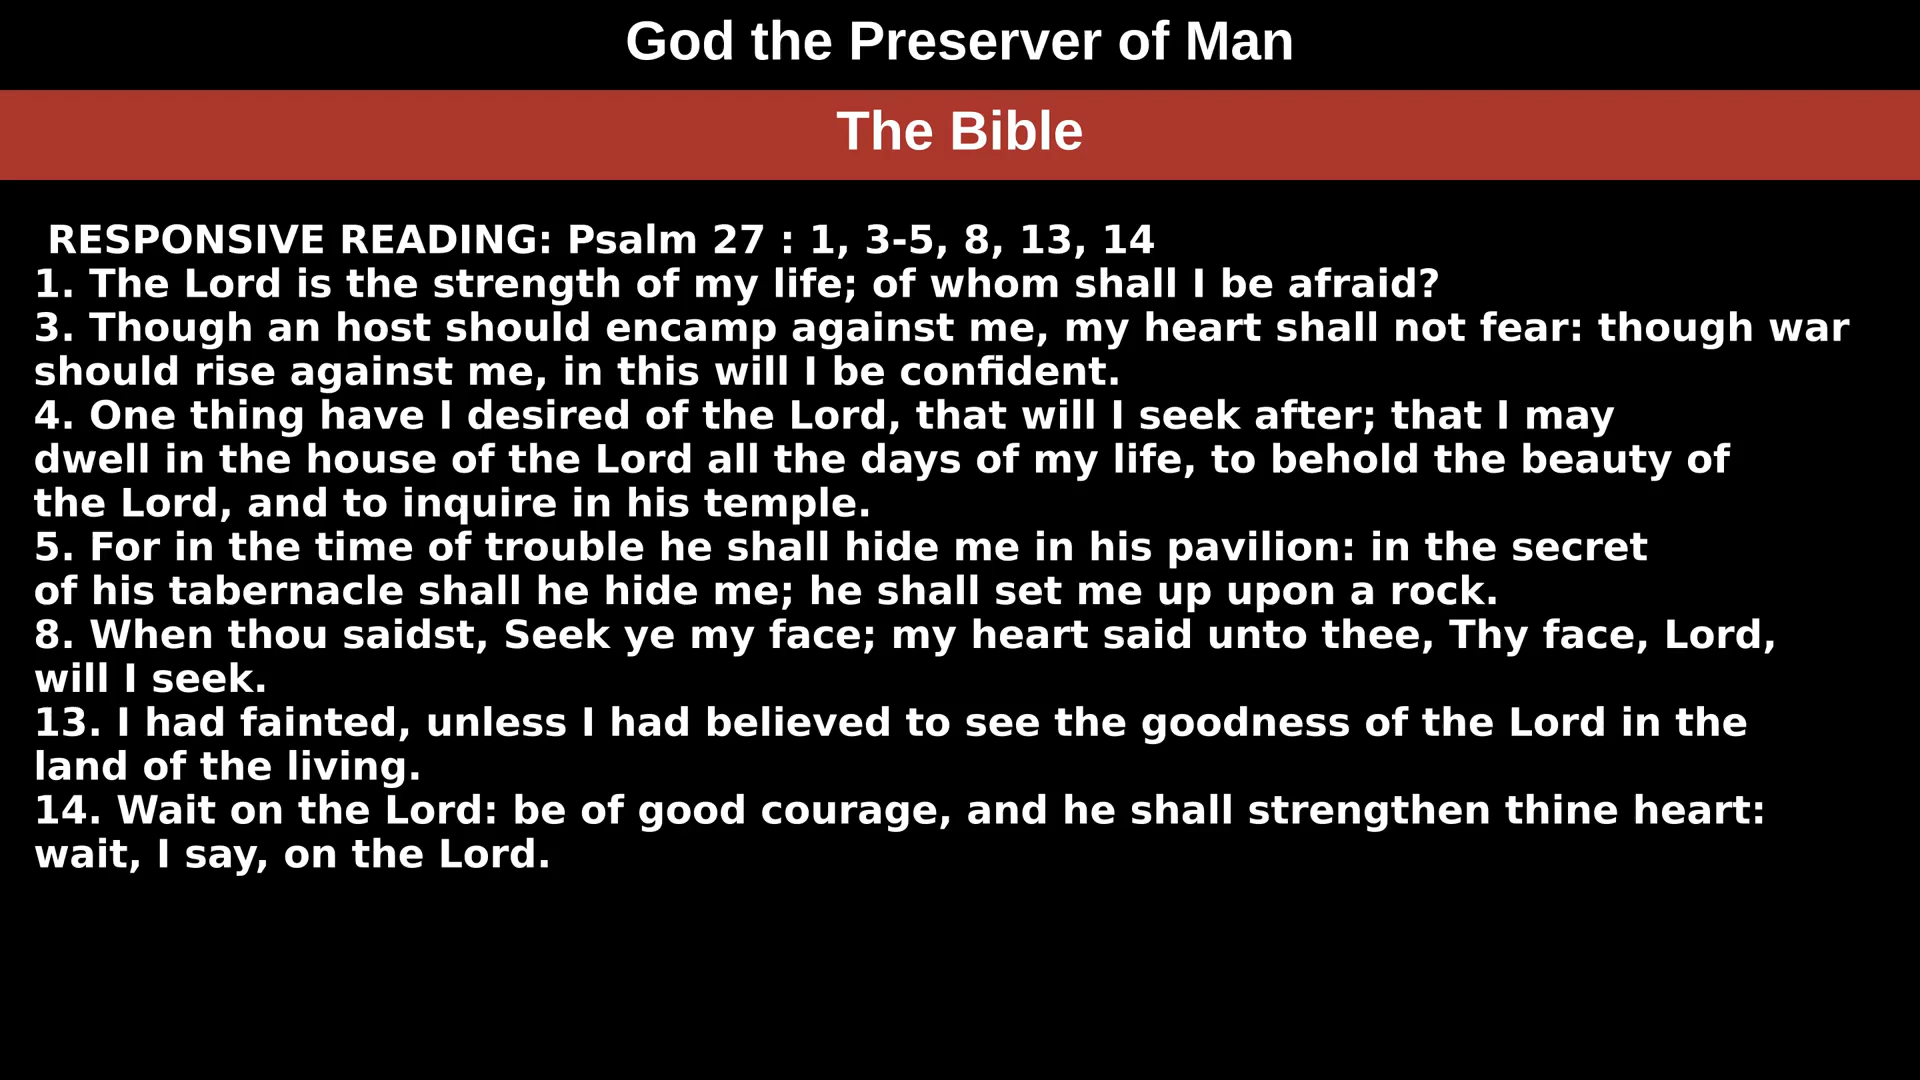 God the Preserver of Man
The Bible
RESPONSIVE READING: Psalm 27 : 1, 3-5, 8, 13, 14
1. The Lord is the strength of my life; of whom shall I be afraid?
3. Though an host should encamp against me, my heart shall not fear: though war
should rise against me, in this will I be confident.
4. One thing have I desired of the Lord, that will I seek after; that I may
dwell in the house of the Lord all the days of my life, to behold the beauty of
the Lord, and to inquire in his temple.
5. For in the time of trouble he shall hide me in his pavilion: in the secret
of his tabernacle shall he hide me; he shall set me up upon a rock.
8. When thou saidst, Seek ye my face; my heart said unto thee, Thy face, Lord,
will I seek.
13. I had fainted, unless I had believed to see the goodness of the Lord in the
land of the living.
14. Wait on the Lord: be of good courage, and he shall strengthen thine heart:
wait, I say, on the Lord.